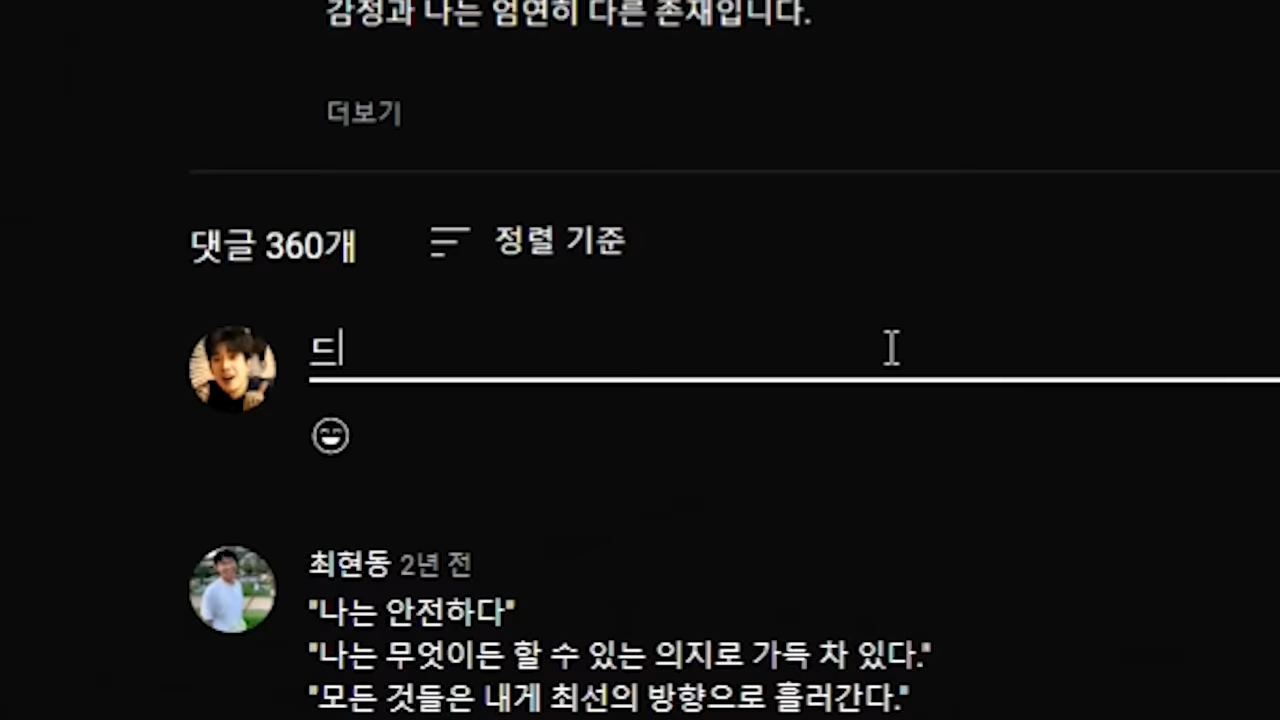 감정과 나는 엄연히 다른 존재입니다.
더보기
댓글 360개
정렬 기준
드
최현동 2년 전
"나는 안전하다"
"나는 무엇이든 할 수 있는 의지로 가득 차 있다."
"모든 것들은 내게 최선의 방향으로 흘러간다."